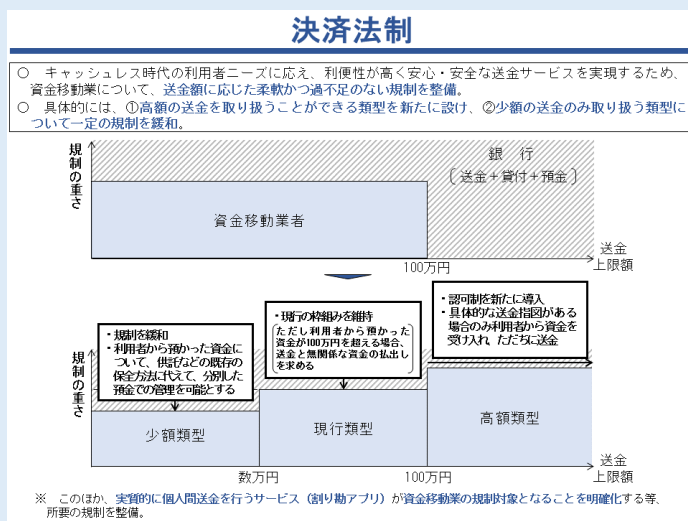 決済法制
○　キャッシュレス時代の利用者ニーズに応え、利便性が高く安心・安全な送金サービスを実現するため、
資金移動業について、送金額に応じた柔軟かつ過不足のない規制を整備。
○　具体的には、①高額の送金を取り扱うことができる類型を新たに設け、②少額の送金のみ取り扱う類型に
ついて一定の規制を緩和。
規制の重さ
銀　行
〔送金＋貸付＋預金〕
資金移動業者
100万円
送金
上限額
・規制を緩和
・利用者から預かった資金に
ついて、供託などの既存の
保全方法に代えて、分別した
預金での管理を可能とする
・現行の枠組みを維持
ただし利用者から預かった
資金が100万円を超える場合、
送金と無関係な資金の払出し
を求める
・認可制を新たに導入
・具体的な送金指図がある
場合のみ利用者から資金を
受け入れ、ただちに送金
規制の重さ
少額類型
現行類型
高額類型
数万円
100万円
送金
上限額
※　このほか、実質的に個人間送金を行うサービス（割り勘アプリ）が資金移動業の規制対象となることを明確化する等、
所要の規制を整備。